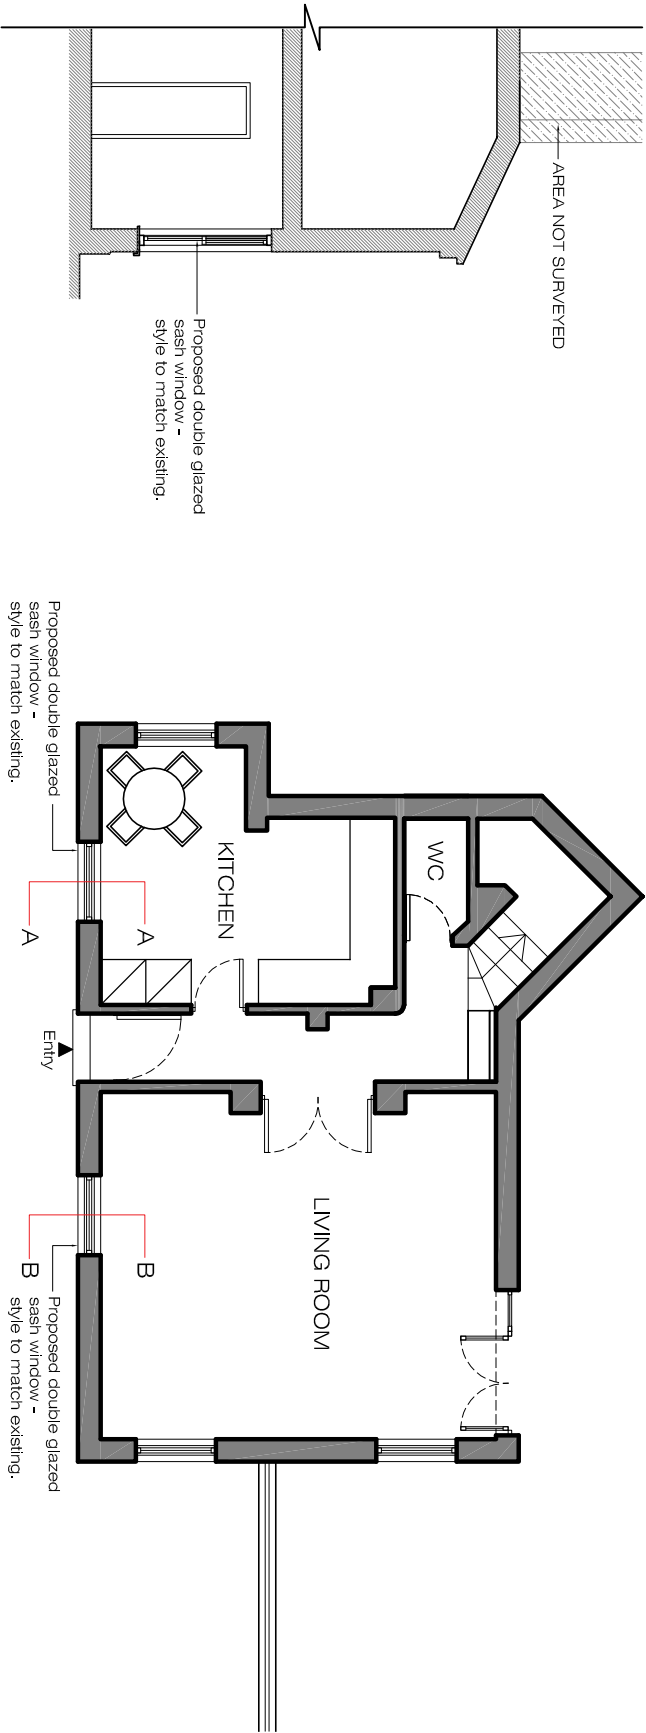 AREA NOT SURVEYED
Proposed double glazed
sash window -
style to match existing.
Proposed double glazed
sash window -
style to match existing.
KITCHEN
WC
A
A
Entry
LIVING ROOM
B
B
Proposed double glazed
sash window -
style to match existing.